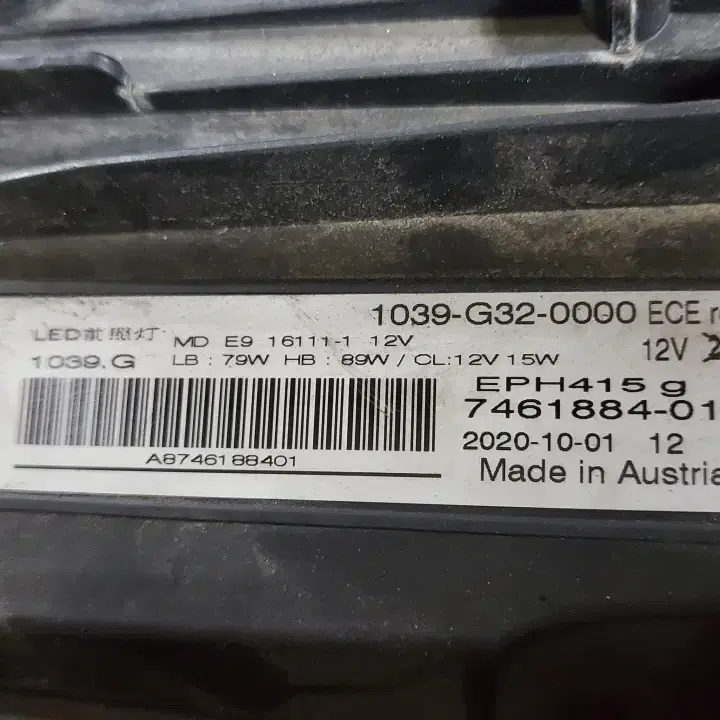 1039-G32-0000 ECE
LED前照灯 MD E9 16111-1 12V
12V
1039.G LB : 79W HB : 89W / CL:12V 15W
EPH415 g
7461884-01
2020-10-01 12
A8746188401
Made in Austria